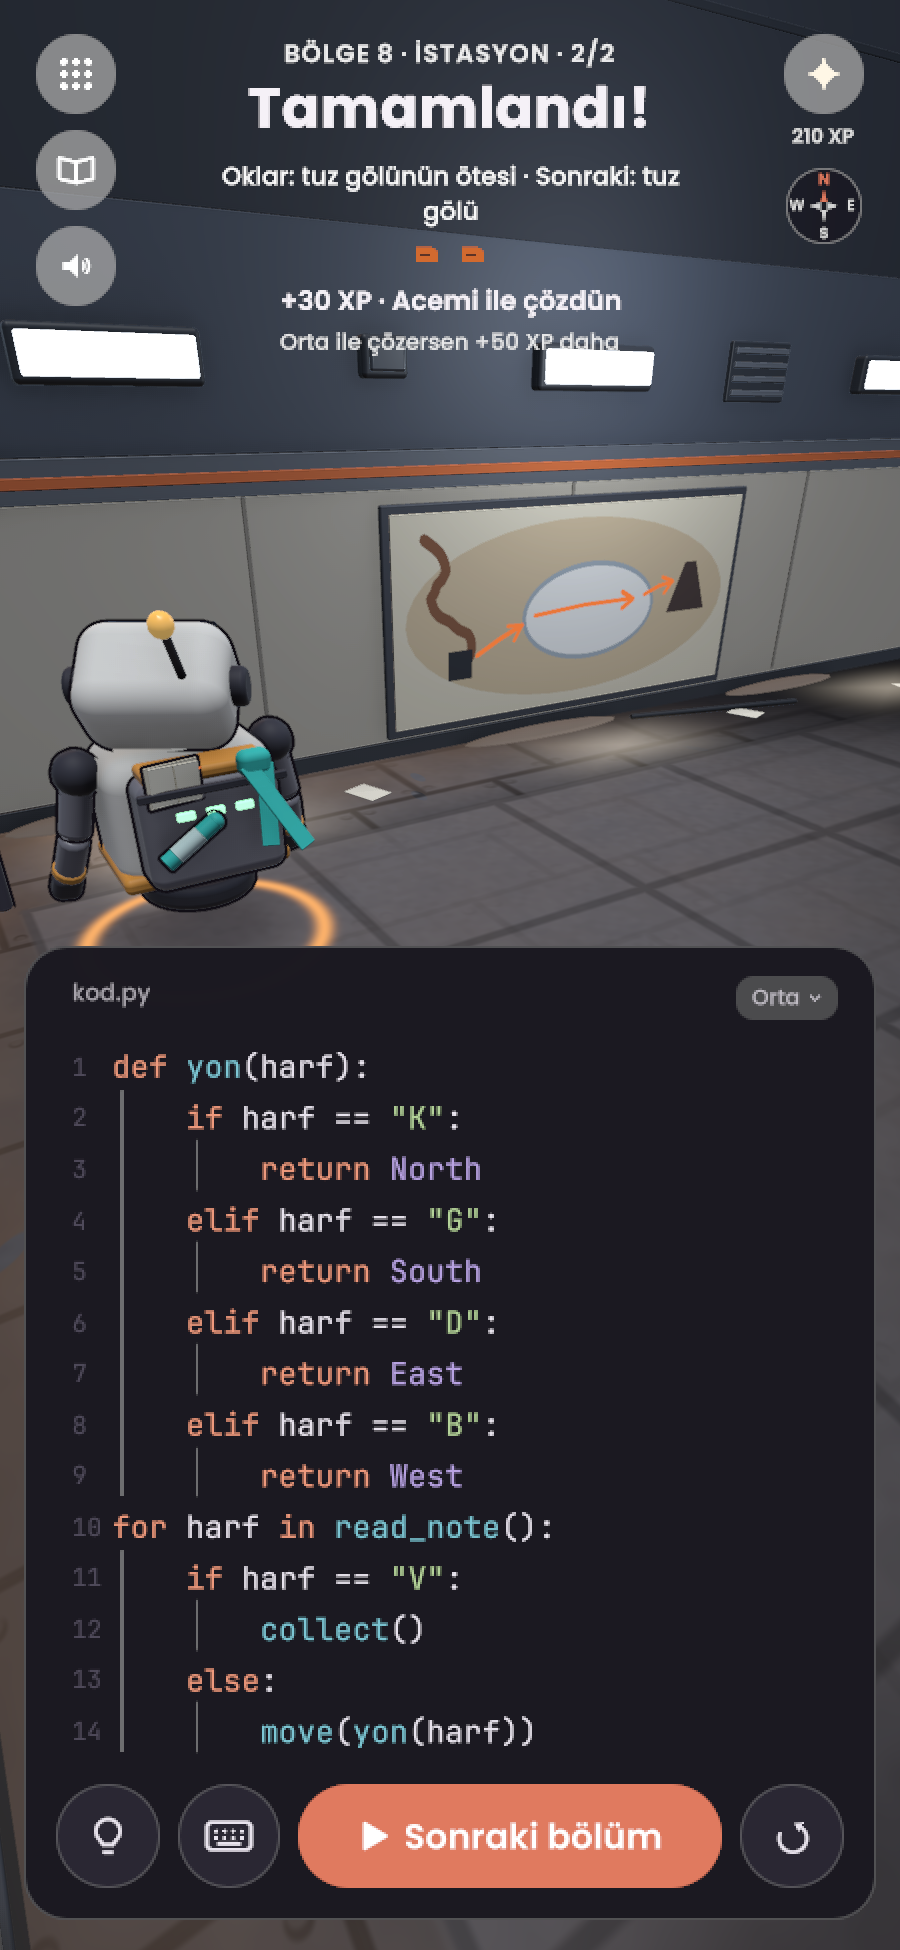 BÖLGE 8 · İSTASYON · 2/2
Tamamlandı!
Oklar: tuz gölünün ötesi · Sonraki: tuz
gölü
+30 XP · Acemi ile çözdün
Orta ile çözersen +50 XP daha
210 XP
N
W E
S
kod.py
Orta
1 def yon(harf):
2     if harf == "K":
3         return North
4     elif harf == "G":
5         return South
6     elif harf == "D":
7         return East
8     elif harf == "B":
9         return West
10 for harf in read_note():
11     if harf == "V":
12         collect()
13     else:
14         move(yon(harf))
Sonraki bölüm